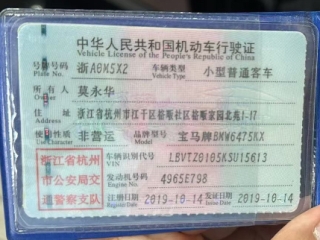 中华人民共和国机动车行驶证
Vehicle License of the People's Republic of China
号牌号码 浙A6M5X2 车辆类型 小型普通客车
Plate No. Vehicle Type
所有人 莫永华
Owner
住址 浙江省杭州市江干区
Address
使用性质 非营运 品牌型号 宝马牌BMW6475KX
Use Character Model
浙江省杭州
市公安局交
通警察支队
车辆识别代号 LBVTZ0105KSU15613
VIN
发动机号码 4965E798
Engine No.
注册日期 2019-10-14 发证日期 2019-10-14
Register Date Issue Date